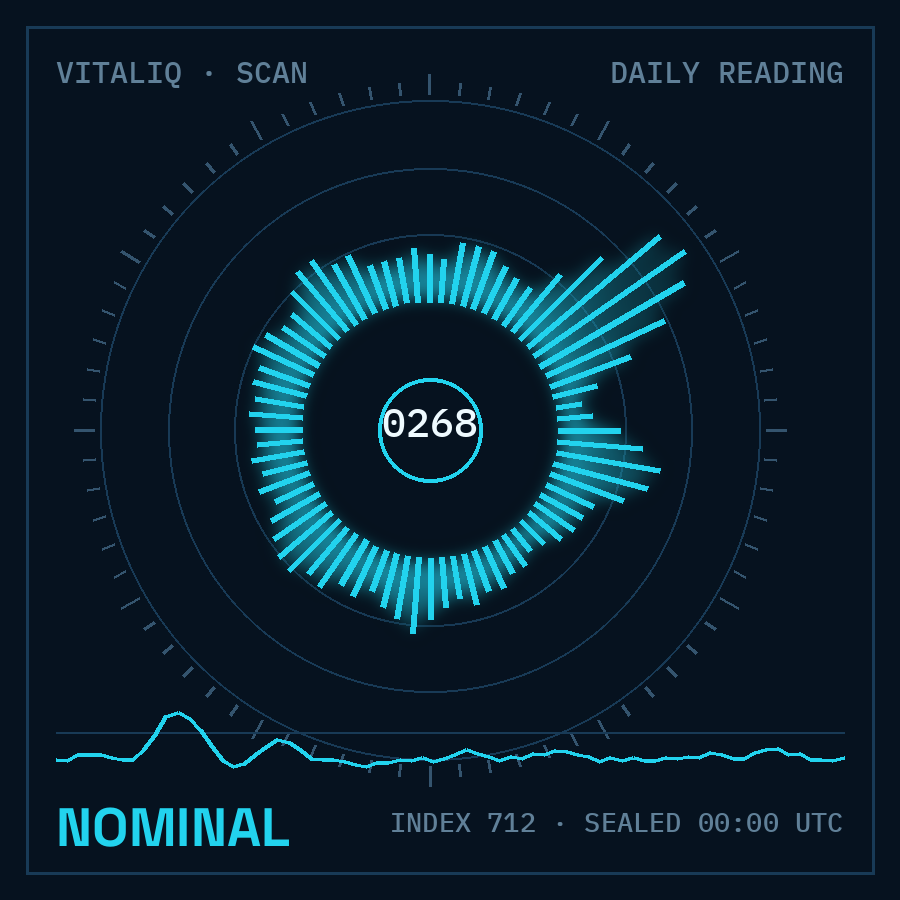 VITALIQ · SCAN
DAILY READING
0268
NOMINAL
INDEX 712 · SEALED 00:00 UTC